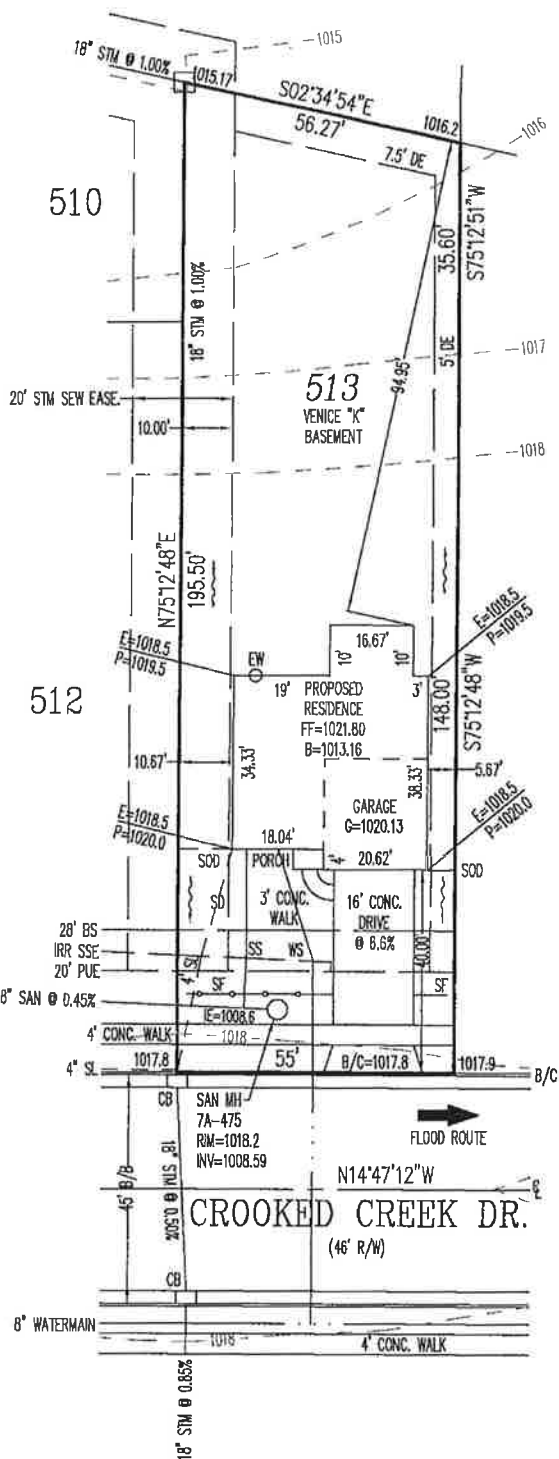 1015
18" STM @ 1.00%
1015.17
S02°34'54"E
56.27'
1016.2
1016
7.5' DE
510
S75°12'51"W
35.60'
18" STM @ 1.00%
5' DE
94.95'
1017
513
VENICE "K"
BASEMENT
20' STM SEW EASE.
10.00'
1018
N75°12'48"E
195.50'
E=1018.5
P=1019.5
16.67'
E=1018.5
P=1019.5
10'
10'
EW
19'
3'
PROPOSED
RESIDENCE
FF=1021.80
B=1013.16
148.00'
S75°12'48"W
512
10.67'
34.33'
38.33'
5.67'
GARAGE
G=1020.13
E=1018.5
P=1020.0
E=1018.5
P=1020.0
18.04'
SOD
PORCH
4'
20.62'
SOD
SD
3' CONC.
WALK
16' CONC.
DRIVE
@ 6.6%
40.00'
28' BS
IRR SSE
SS
WS
20' PUE
4'
SF
SF
8" SAN @ 0.45%
IE=1008.6
4' CONC. WALK
1018
4" SL
1017.8
55'
B/C=1017.8
1017.9
B/C
CB
SAN MH
7A-475
RIM=1018.2
INV=1008.59
FLOOD ROUTE
45' B/B
18" STM @ 0.50%
N14°47'12"W
CROOKED CREEK DR.
(46' R/W)
CB
8" WATERMAIN
1018
4' CONC. WALK
18" STM @ 0.85%